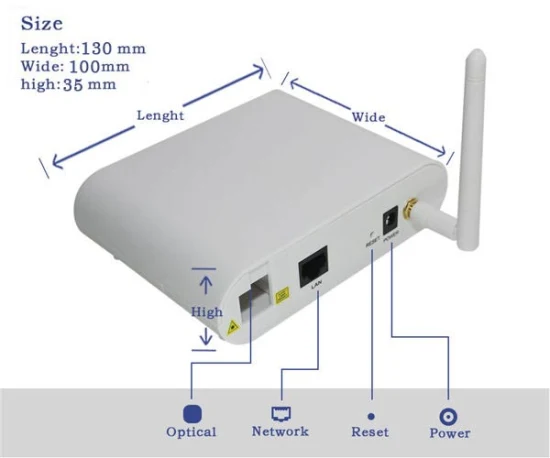 Size
Lenght:130 mm
Wide: 100mm
high:35 mm
Lenght
Wide
High
LAN
RESET
POWER
Optical
Network
Reset
Power